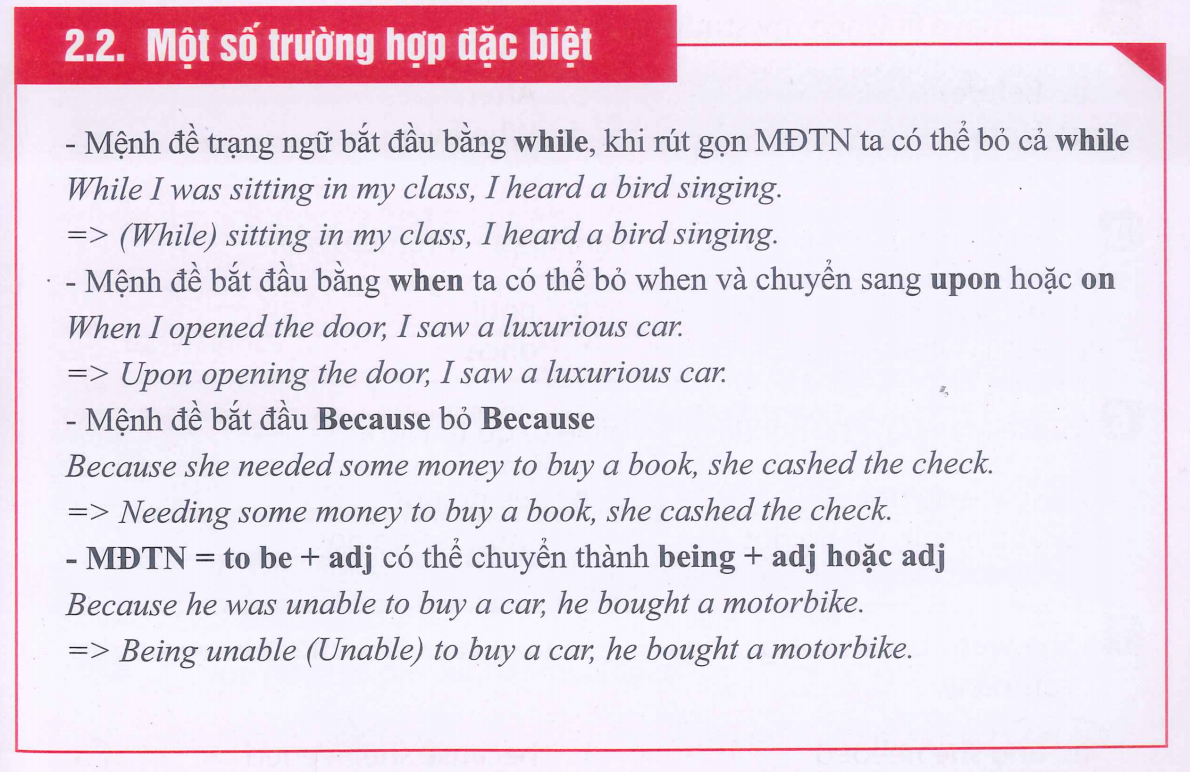 2.2. Một số trường hợp đặc biệt
- Mệnh đề trạng ngữ bắt đầu bằng while, khi rút gọn MĐTN ta có thể bỏ cả while
While I was sitting in my class, I heard a bird singing.
=> (While) sitting in my class, I heard a bird singing.
- Mệnh đề bắt đầu bằng when ta có thể bỏ when và chuyển sang upon hoặc on
When I opened the door, I saw a luxurious car.
=> Upon opening the door, I saw a luxurious car.
- Mệnh đề bắt đầu Because bỏ Because
Because she needed some money to buy a book, she cashed the check.
=> Needing some money to buy a book, she cashed the check.
- MĐTN = to be + adj có thể chuyển thành being + adj hoặc adj
Because he was unable to buy a car, he bought a motorbike.
=> Being unable (Unable) to buy a car, he bought a motorbike.